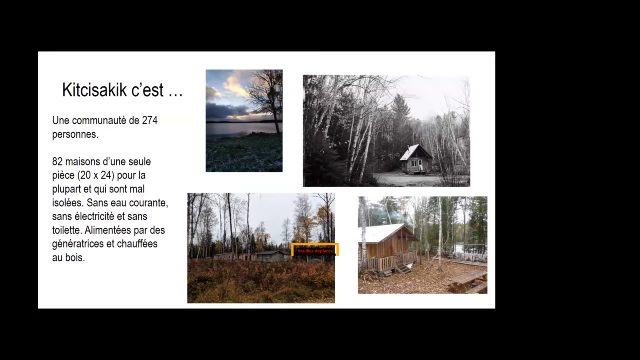 Kitcisakik c'est …
Une communauté de 274
personnes.
82 maisons d'une seule
pièce (20 x 24) pour la
plupart et qui sont mal
isolées. Sans eau courante,
sans électricité et sans
toilette. Alimentées par des
génératrices et chauffées
au bois.